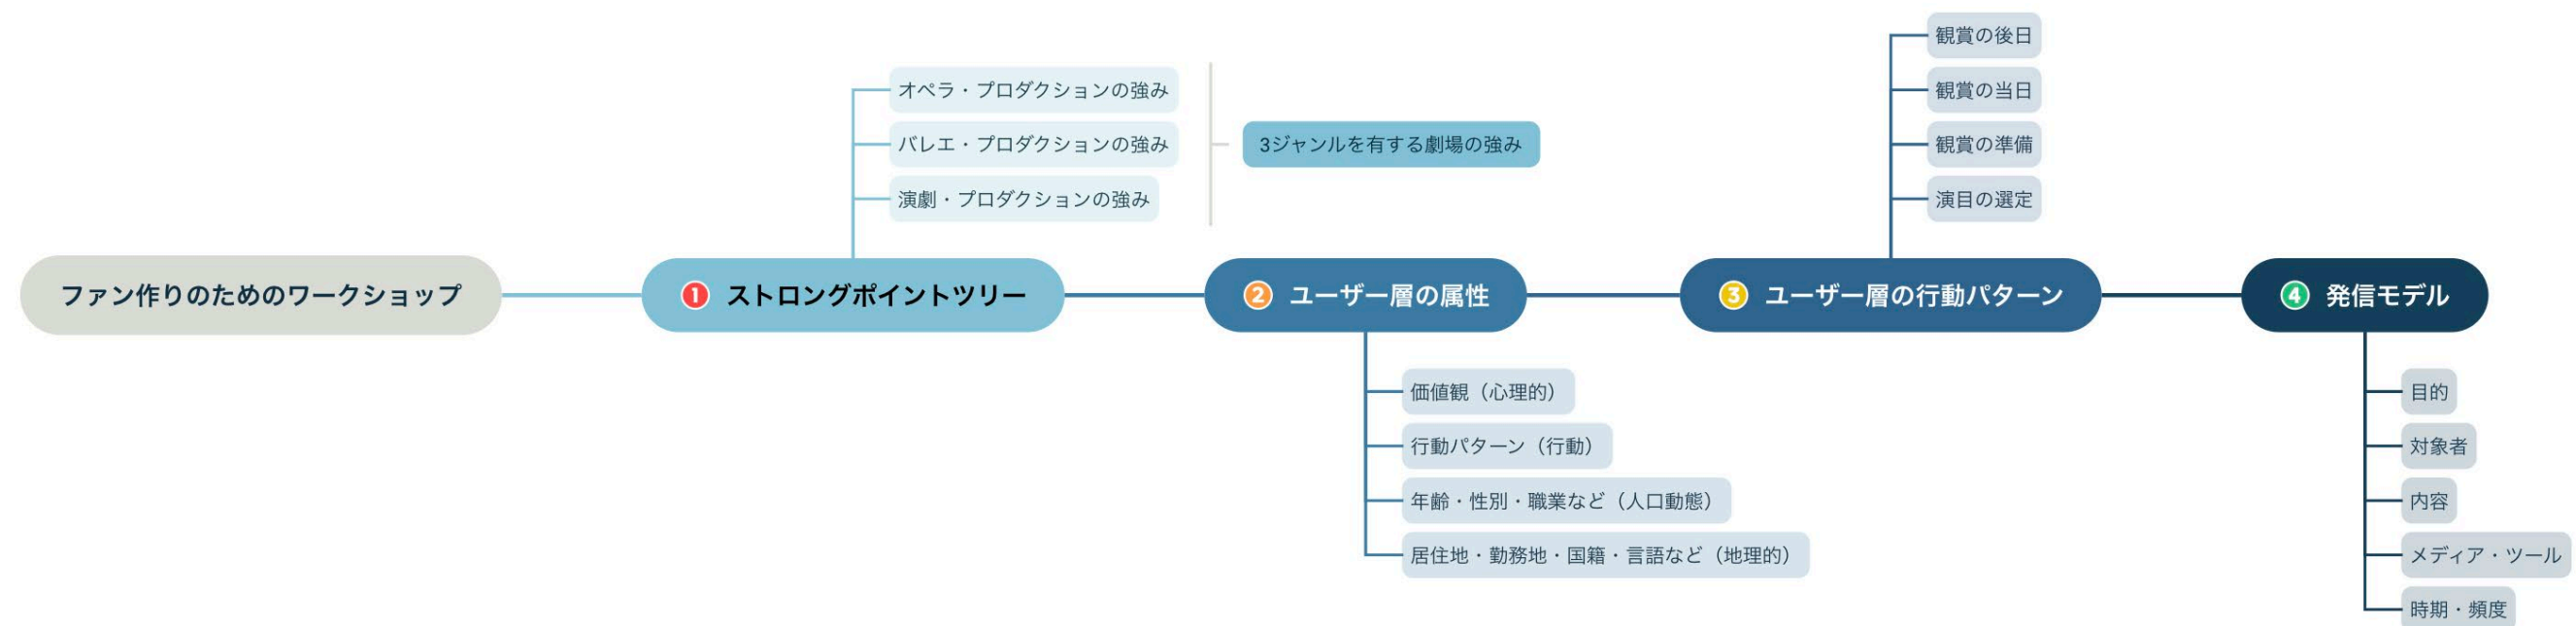 ファン作りのためのワークショップ
1 ストロングポイントツリー
オペラ・プロダクションの強み
バレエ・プロダクションの強み
演劇・プロダクションの強み
3ジャンルを有する劇場の強み
2 ユーザー層の属性
価値観（心理的）
行動パターン（行動）
年齢・性別・職業など（人口動態）
居住地・勤務地・国籍・言語など（地理的）
3 ユーザー層の行動パターン
観賞の後日
観賞の当日
観賞の準備
演目の選定
4 発信モデル
目的
対象者
内容
メディア・ツール
時期・頻度